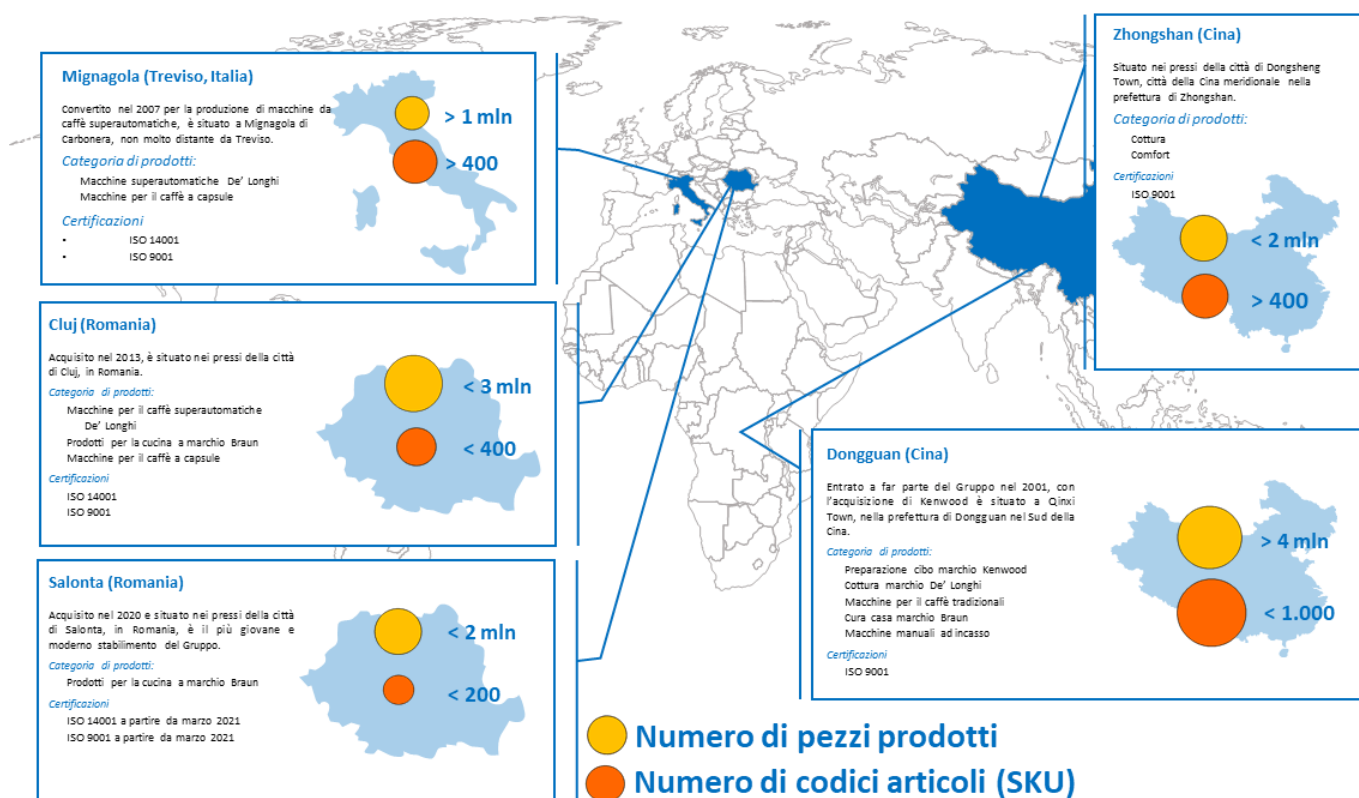 Mignagola (Treviso, Italia)
Convertito nel 2007 per la produzione di macchine da
caffè superautomatiche, è situato a Mignagola di
Carbonera, non molto distante da Treviso.
Categoria di prodotti:
Macchine superautomatiche De' Longhi
Macchine per il caffè a capsule
Certificazioni
• ISO 14001
• ISO 9001
> 1 mln
> 400
Zhongshan (Cina)
Situato nei pressi della città di Dongsheng
Town, città della Cina meridionale nella
prefettura di Zhongshan.
Categoria di prodotti:
Cottura
Comfort
Certificazioni
ISO 9001
< 2 mln
> 400
Cluj (Romania)
Acquisito nel 2013, è situato nei pressi della città
di Cluj, in Romania.
Categoria di prodotti:
Macchine per il caffè superautomatiche
De' Longhi
Prodotti per la cucina a marchio Braun
Macchine per il caffè a capsule
Certificazioni
ISO 14001
ISO 9001
< 3 mln
< 400
Dongguan (Cina)
Entrato a far parte del Gruppo nel 2001, con
l'acquisizione di Kenwood è situato a Qinxi
Town, nella prefettura di Dongguan nel Sud della
Cina.
Categoria di prodotti:
Preparazione cibo marchio Kenwood
Cottura marchio De' Longhi
Macchine per il caffè tradizionali
Cura casa marchio Braun
Macchine manuali ad incasso
Certificazioni
ISO 9001
> 4 mln
< 1.000
Salonta (Romania)
Acquisito nel 2020 e situato nei pressi della città
di Salonta, in Romania, è il più giovane e
moderno stabilimento del Gruppo.
Categoria di prodotti:
Prodotti per la cucina a marchio Braun
Certificazioni
ISO 14001 a partire da marzo 2021
ISO 9001 a partire da marzo 2021
< 2 mln
< 200
Numero di pezzi prodotti
Numero di codici articoli (SKU)